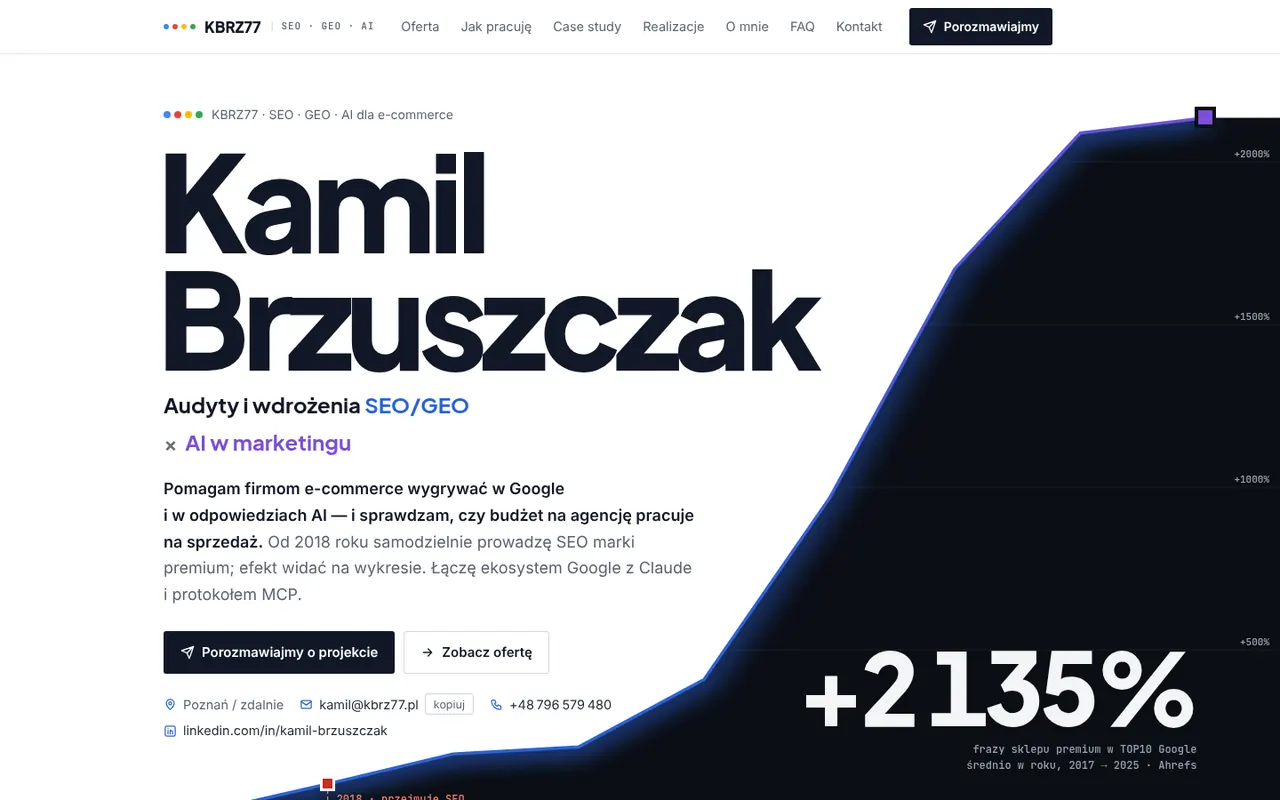 KBRZ77 | SEO · GEO · AI Oferta Jak pracuję Case study Realizacje O mnie FAQ Kontakt Porozmawiajmy
KBRZ77 · SEO · GEO · AI dla e-commerce
Kamil
Brzuszczak
Audyty i wdrożenia SEO/GEO
× AI w marketingu
Pomagam firmom e-commerce wygrywać w Google
i w odpowiedziach AI — i sprawdzam, czy budżet na agencję pracuje
na sprzedaż. Od 2018 roku samodzielnie prowadzę SEO marki
premium; efekt widać na wykresie. Łączę ekosystem Google z Claude
i protokołem MCP.
Porozmawiajmy o projekcie → Zobacz ofertę
Poznań / zdalnie kamil@kbrz77.pl kopiuj +48 796 579 480
linkedin.com/in/kamil-brzuszczak
+2000%
+1500%
+1000%
+500%
+2135%
frazy sklepu premium w TOP10 Google
średnio w roku, 2017 → 2025 · Ahrefs
2018 · przejmuję SEO